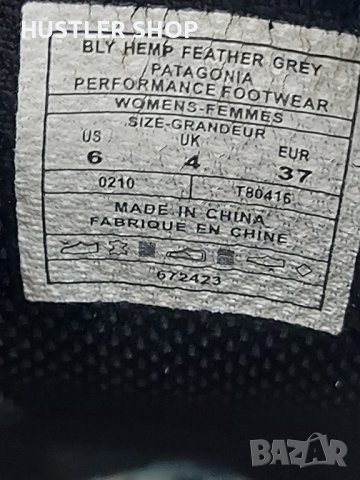 HUSTLER SHOP
BLY HEMP FEATHER GREY
PATAGONIA
PERFORMANCE FOOTWEAR
WOMENS-FEMMES
SIZE-GRANDEUR
US UK EUR
6 4 37
0210 T80416
MADE IN CHINA
FABRIQUE EN CHINE
672423
BAZAR